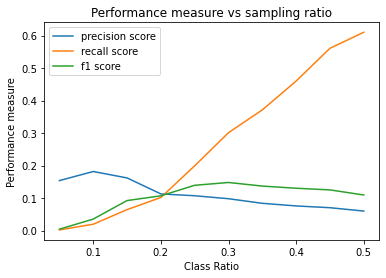 Performance measure vs sampling ratio
precision score
recall score
f1 score
Performance measure
0.6
0.5
0.4
0.3
0.2
0.1
0.0
0.1 0.2 0.3 0.4 0.5
Class Ratio